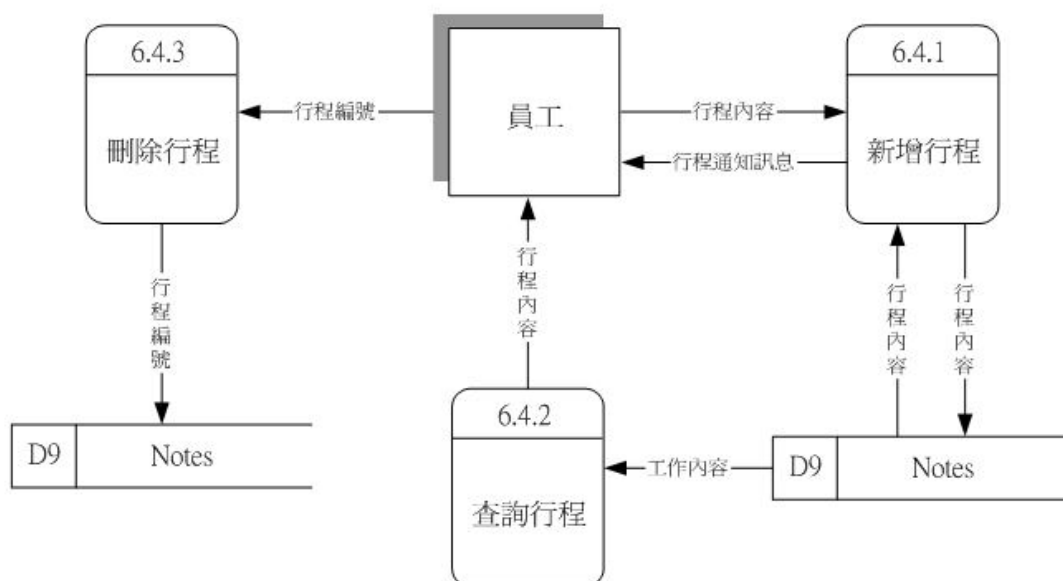 6.4.3
刪除行程
行程編號
員工
行程內容
行程通知訊息
6.4.1
新增行程
行程編號
行程內容
行程內容
行程內容
D9
Notes
6.4.2
查詢行程
工作內容
D9
Notes